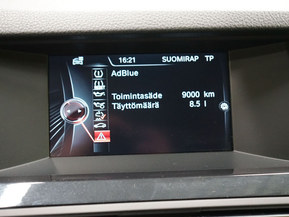 16:21 SUOMIRAP TP
AdBlue
Toimintasäde 9000 km
Täyttömäärä 8.5 l